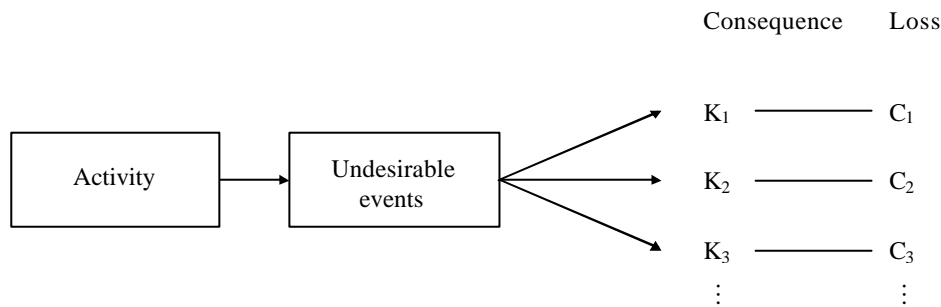 Consequence Loss
K₁ C₁
Activity
Undesirable
events
K₂ C₂
K₃ C₃
⋮ ⋮